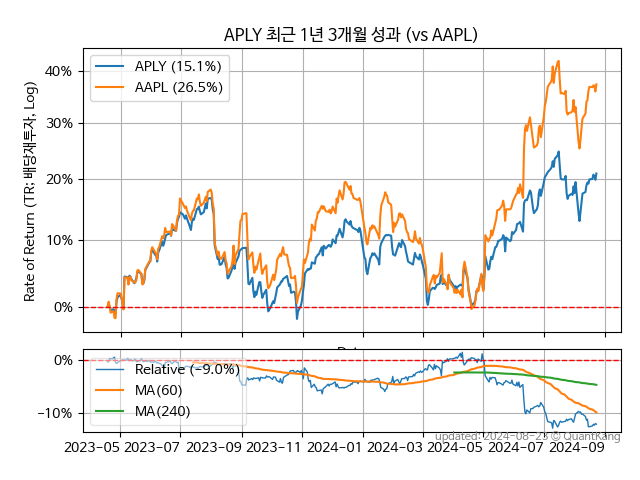 APLY 최근 1년 3개월 성과 (vs AAPL)
Rate of Return (TR: 배당재투자, Log)
APLY (15.1%)
AAPL (26.5%)
40%
30%
20%
10%
0%
0%
−10%
Relative (−9.0%)
MA(60)
MA(240)
updated: 2024-08-23 © QuantKang
2023-05
2023-07
2023-09
2023-11
2024-01
2024-03
2024-05
2024-07
2024-09